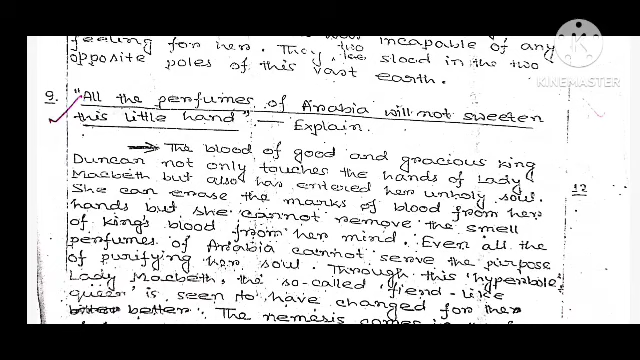 feeling for her. They two incapable of any
opposite poles of this vast earth. stood in the two
KINEMASTER
9. "All the perfumes of Arabia will not sweeten
this little hand" — Explain.
→ The blood of good and gracious king
Duncan not only touches the hands of Lady
Macbeth but also has entered her unholy soul.
She can erase the marks of blood from her
hands but she cannot remove the smell
of king's blood from her mind. Even all the
perfumes of Arabia cannot serve the purpose
of purifying her soul. Through this 'hyperbole'
Lady Macbeth, the so-called 'fiend-like
queen' is seen to have changed for her
better. The nemesis comes
12